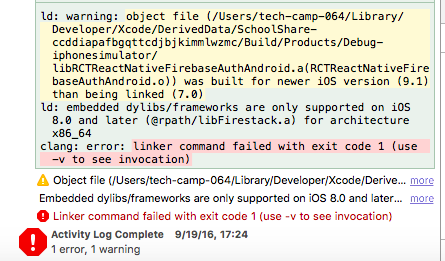 ld: warning: object file (/Users/tech-camp-064/Library/
Developer/Xcode/DerivedData/SchoolShare-
ccddiapafbgqttcdjbjkimmlwzmc/Build/Products/Debug-
iphonesimulator/
libRCTReactNativeFirebaseAuthAndroid.a(RCTReactNativeFire
baseAuthAndroid.o)) was built for newer iOS version (9.1)
than being linked (7.0)
ld: embedded dylibs/frameworks are only supported on iOS
8.0 and later (@rpath/libFirestack.a) for architecture
x86_64
clang: error: linker command failed with exit code 1 (use
-v to see invocation)
Object file (/Users/tech-camp-064/Library/Developer/Xcode/Derive... more
Embedded dylibs/frameworks are only supported on iOS 8.0 and later... more
Linker command failed with exit code 1 (use -v to see invocation)
Activity Log Complete 9/19/16, 17:24
1 error, 1 warning